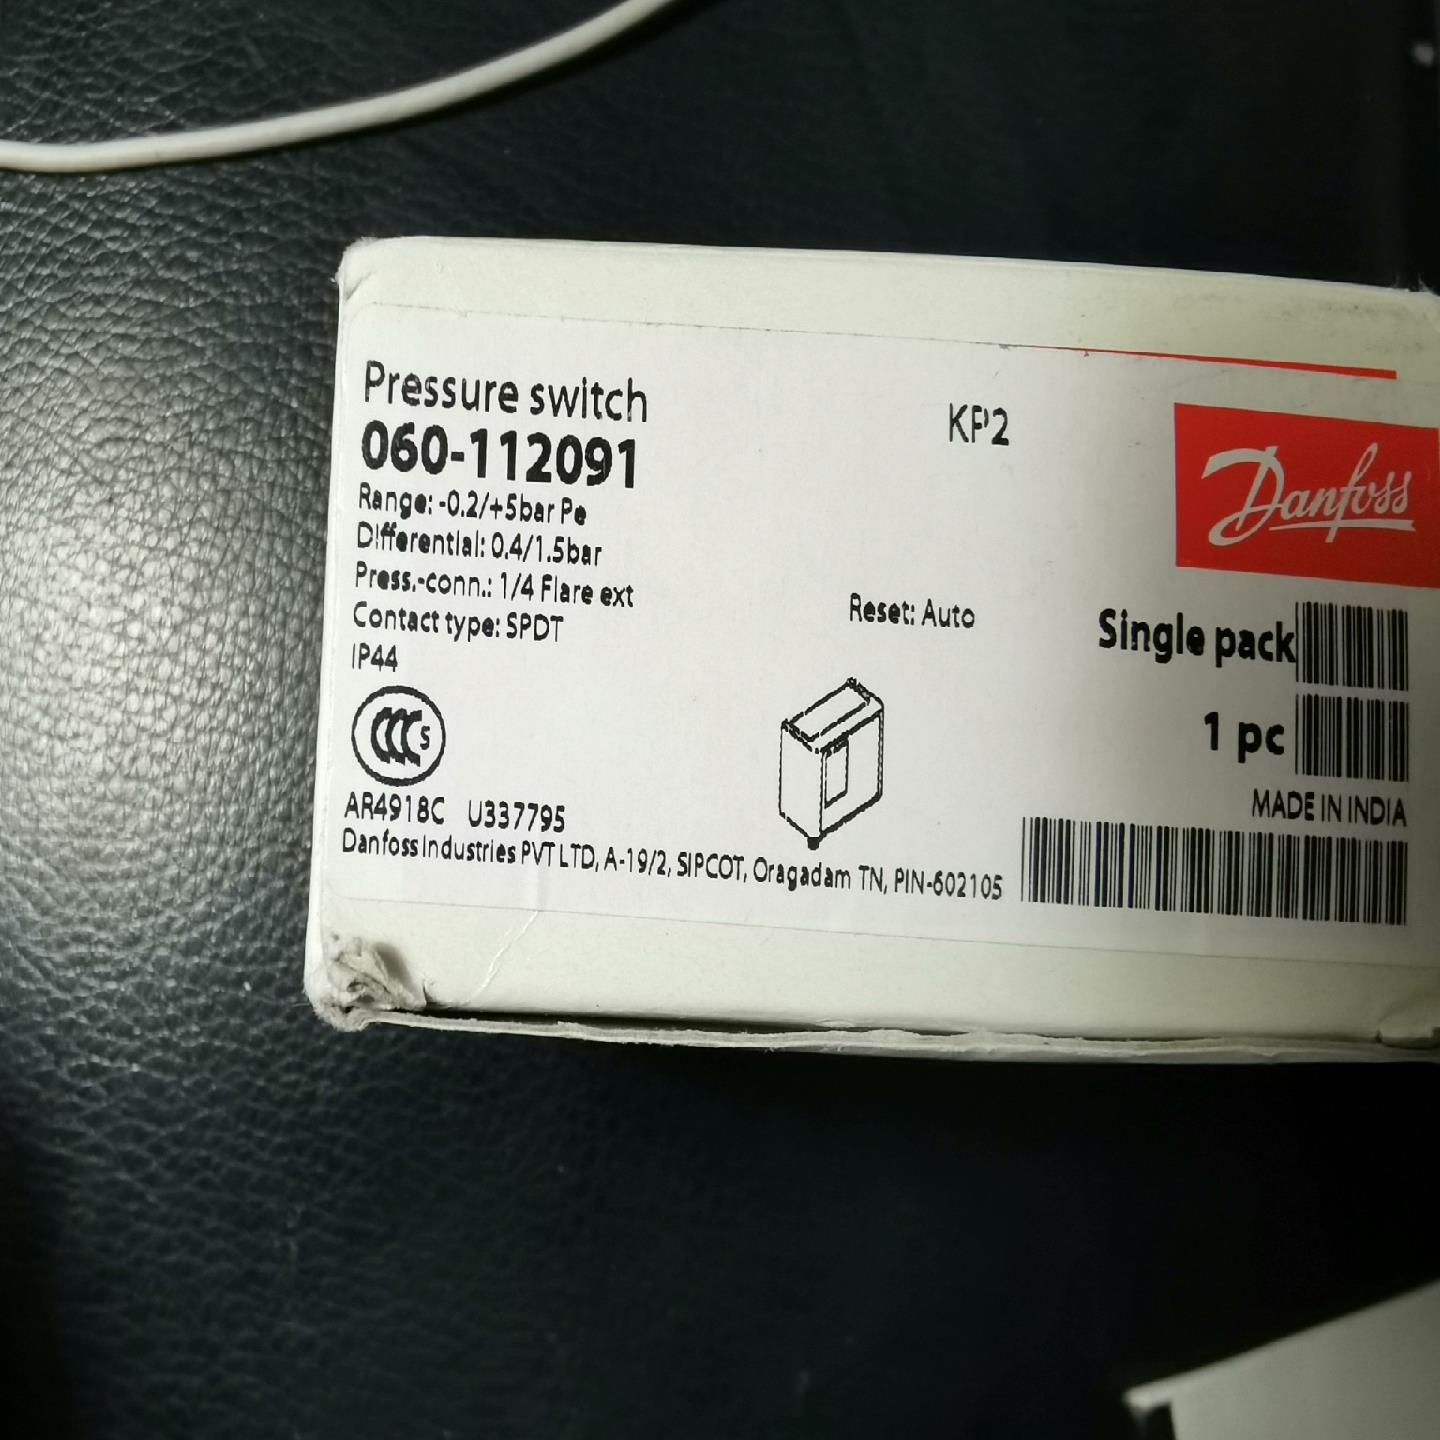 Pressure switch
KP2
060-112091
Danfoss
Range: -0.2/+5bar Pe
Differential: 0.4/1.5bar
Press.-conn.: 1/4 Flare ext
Reset: Auto
Contact type: SPDT
Single pack
IP44
CCC S
1 pc
MADE IN INDIA
AR4918C U337795
Danfoss Industries PVT LTD, A-19/2, SIPCOT, Oragadam TN, PIN-602105